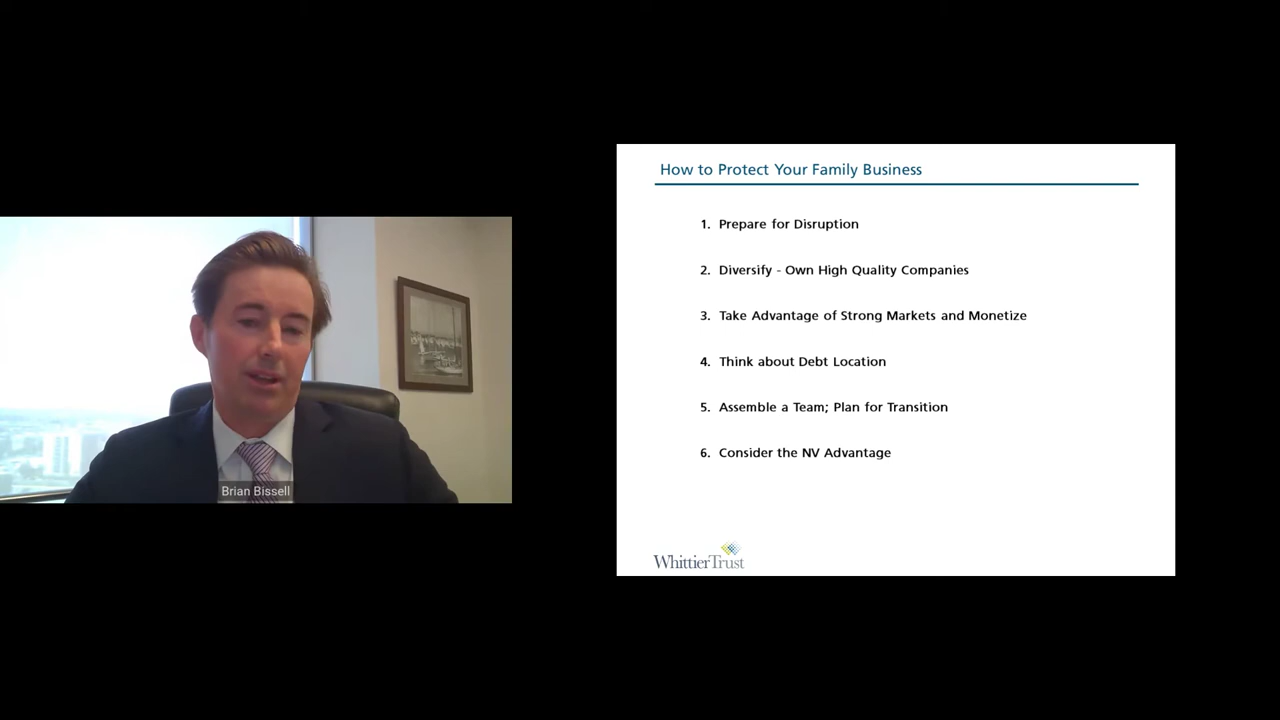 Brian Bissell
How to Protect Your Family Business
1. Prepare for Disruption
2. Diversify - Own High Quality Companies
3. Take Advantage of Strong Markets and Monetize
4. Think about Debt Location
5. Assemble a Team; Plan for Transition
6. Consider the NV Advantage
WhittierTrust